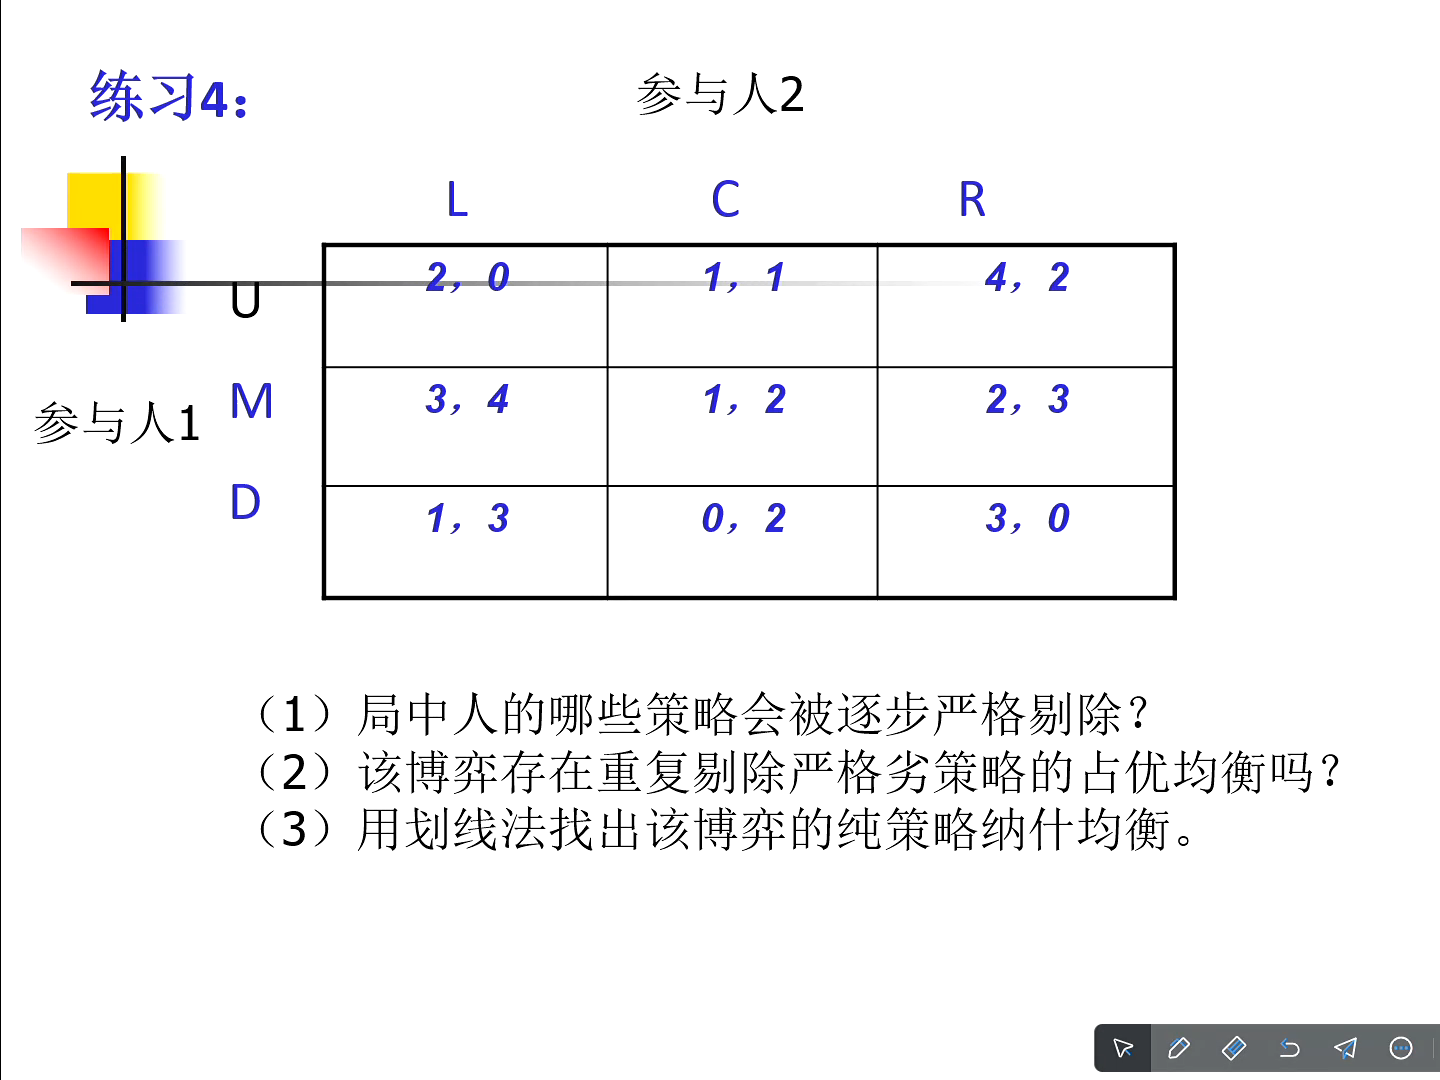 练习4：
参与人2
L C R
U 2，0 1，1 4，2
M 3，4 1，2 2，3
参与人1
D 1，3 0，2 3，0
（1）局中人的哪些策略会被逐步严格剔除？
（2）该博弈存在重复剔除严格劣策略的占优均衡吗？
（3）用划线法找出该博弈的纯策略纳什均衡。